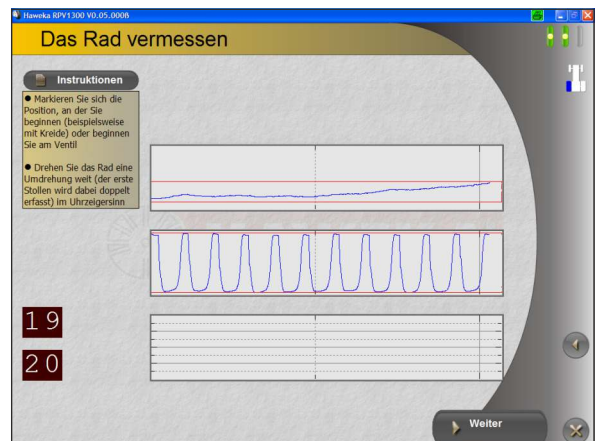 Haweka RPV1300 V0.05.000B
Das Rad vermessen
Instruktionen
● Markieren Sie sich die
Position, an der Sie
beginnen (beispielsweise
mit Kreide) oder beginnen
Sie am Ventil
● Drehen Sie das Rad eine
Umdrehung weit (der erste
Stollen wird dabei doppelt
erfasst) im Uhrzeigersinn
19
20
Weiter